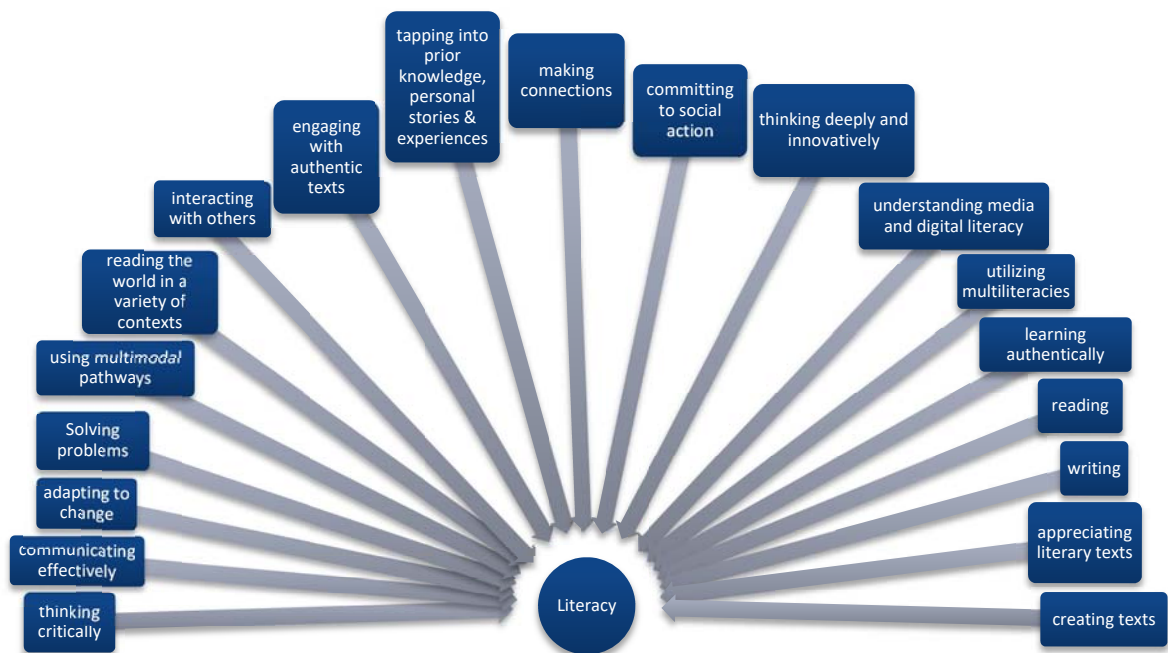 tapping into
prior
knowledge,
personal
stories &
experiences
making
connections
committing
to social
action
thinking deeply and
innovatively
engaging
with
authentic
texts
interacting
with others
understanding media
and digital literacy
reading the
world in a
variety of
contexts
utilizing
multiliteracies
using multimodal
pathways
learning
authentically
reading
Solving
problems
writing
adapting to
change
appreciating
literary texts
communicating
effectively
thinking
critically
Literacy
creating texts